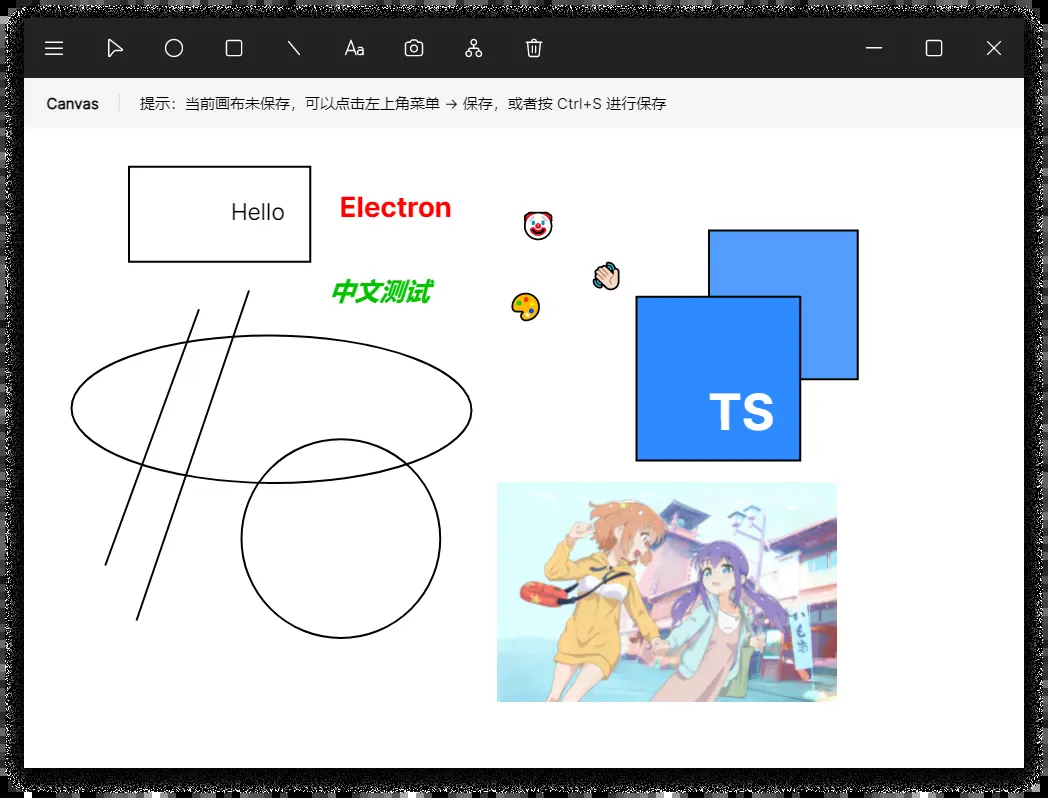 Aa
Canvas
提示：当前画布未保存，可以点击左上角菜单 → 保存，或者按 Ctrl+S 进行保存
Hello
Electron
中文测试
TS